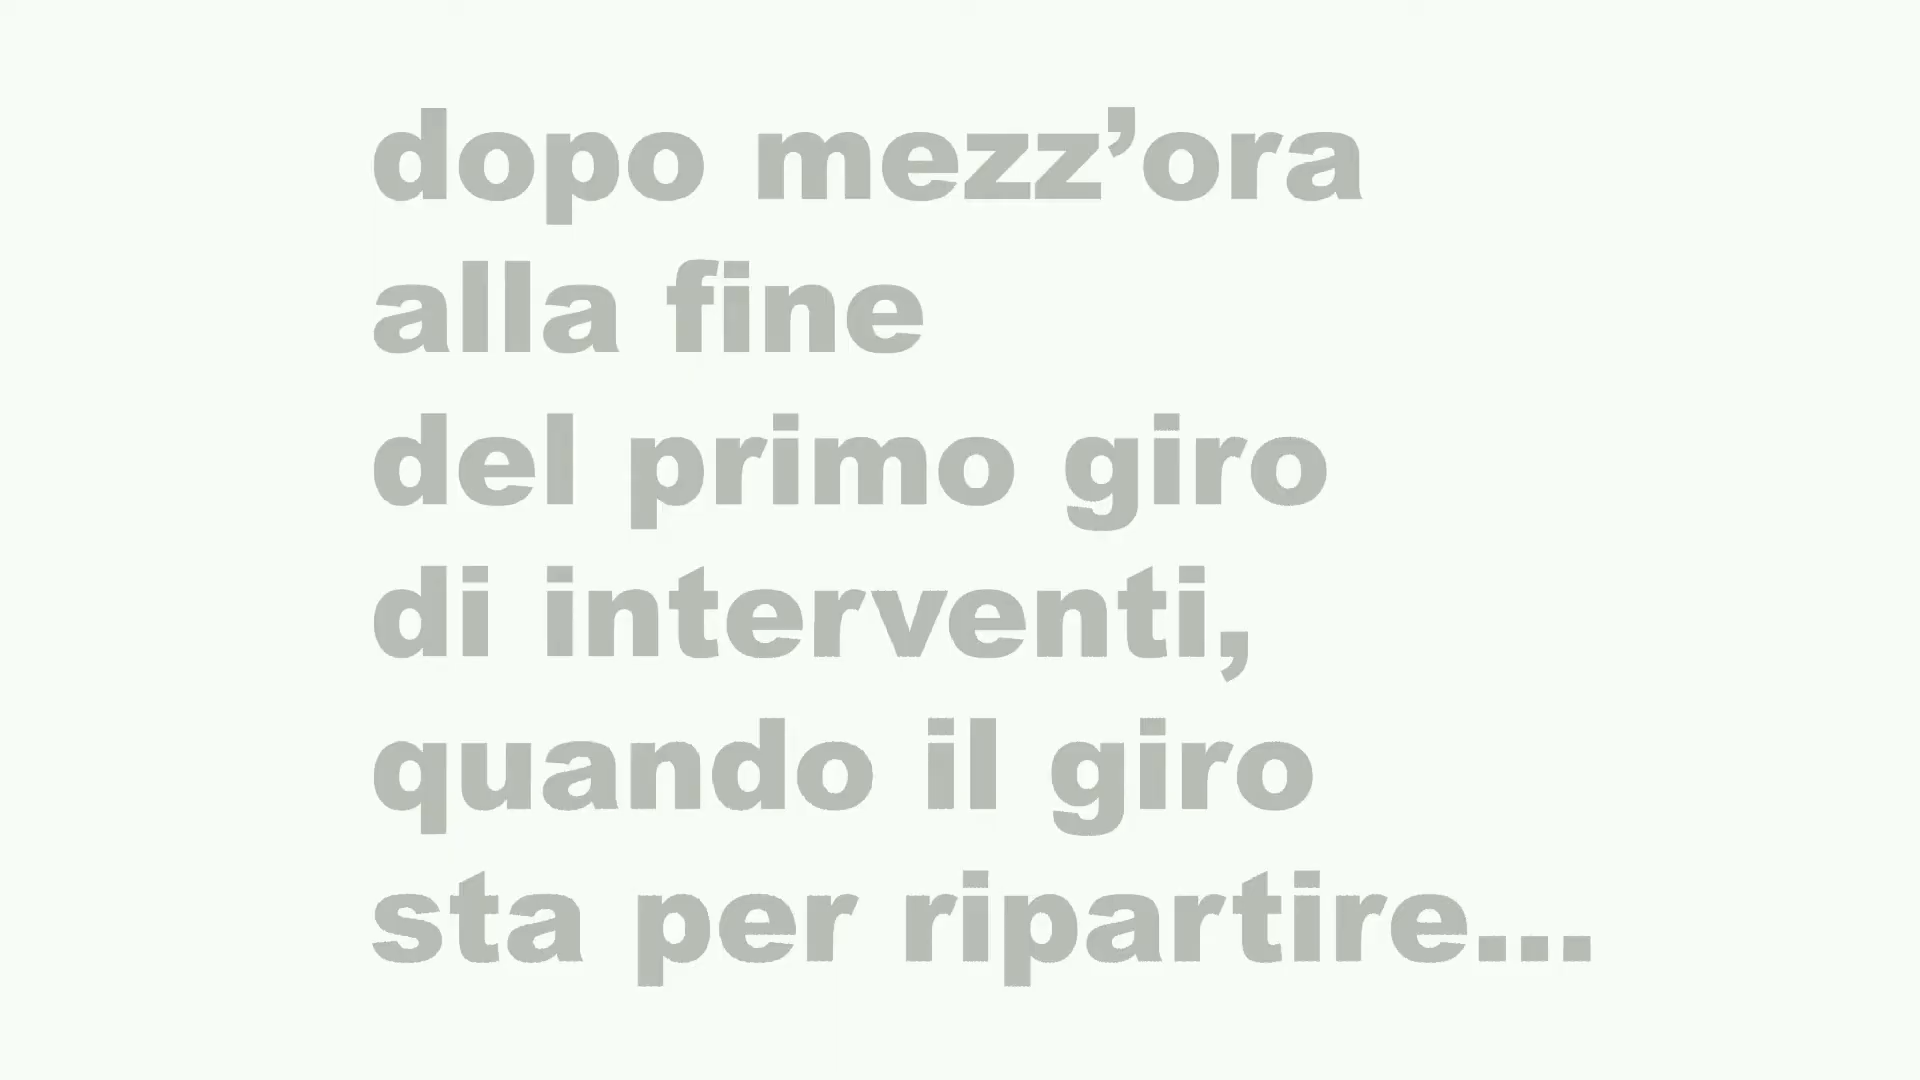 dopo mezz’ora
alla fine
del primo giro
di interventi,
quando il giro
sta per ripartire...